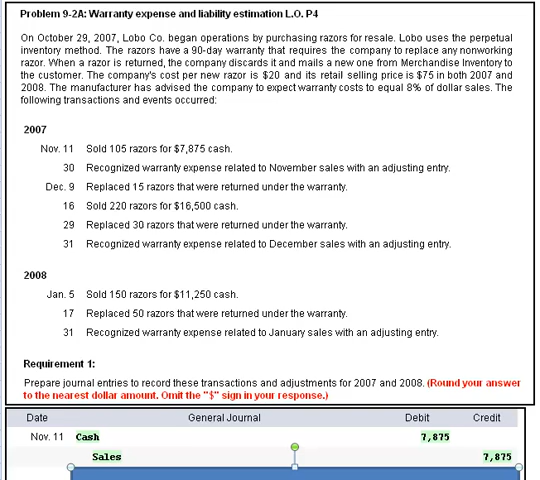 Problem 9-2A: Warranty expense and liability estimation L.O. P4
On October 29, 2007, Lobo Co. began operations by purchasing razors for resale. Lobo uses the perpetual
inventory method. The razors have a 90-day warranty that requires the company to replace any nonworking
razor. When a razor is returned, the company discards it and mails a new one from Merchandise Inventory to
the customer. The company's cost per new razor is $20 and its retail selling price is $75 in both 2007 and
2008. The manufacturer has advised the company to expect warranty costs to equal 8% of dollar sales. The
following transactions and events occurred:
2007
Nov. 11 Sold 105 razors for $7,875 cash.
30 Recognized warranty expense related to November sales with an adjusting entry.
Dec. 9 Replaced 15 razors that were returned under the warranty.
16 Sold 220 razors for $16,500 cash.
29 Replaced 30 razors that were returned under the warranty.
31 Recognized warranty expense related to December sales with an adjusting entry.
2008
Jan. 5 Sold 150 razors for $11,250 cash.
17 Replaced 50 razors that were returned under the warranty.
31 Recognized warranty expense related to January sales with an adjusting entry.
Requirement 1:
Prepare journal entries to record these transactions and adjustments for 2007 and 2008. (Round your answer
to the nearest dollar amount. Omit the "$" sign in your response.)
Date General Journal Debit Credit
Nov. 11 Cash 7,875
Sales 7,875